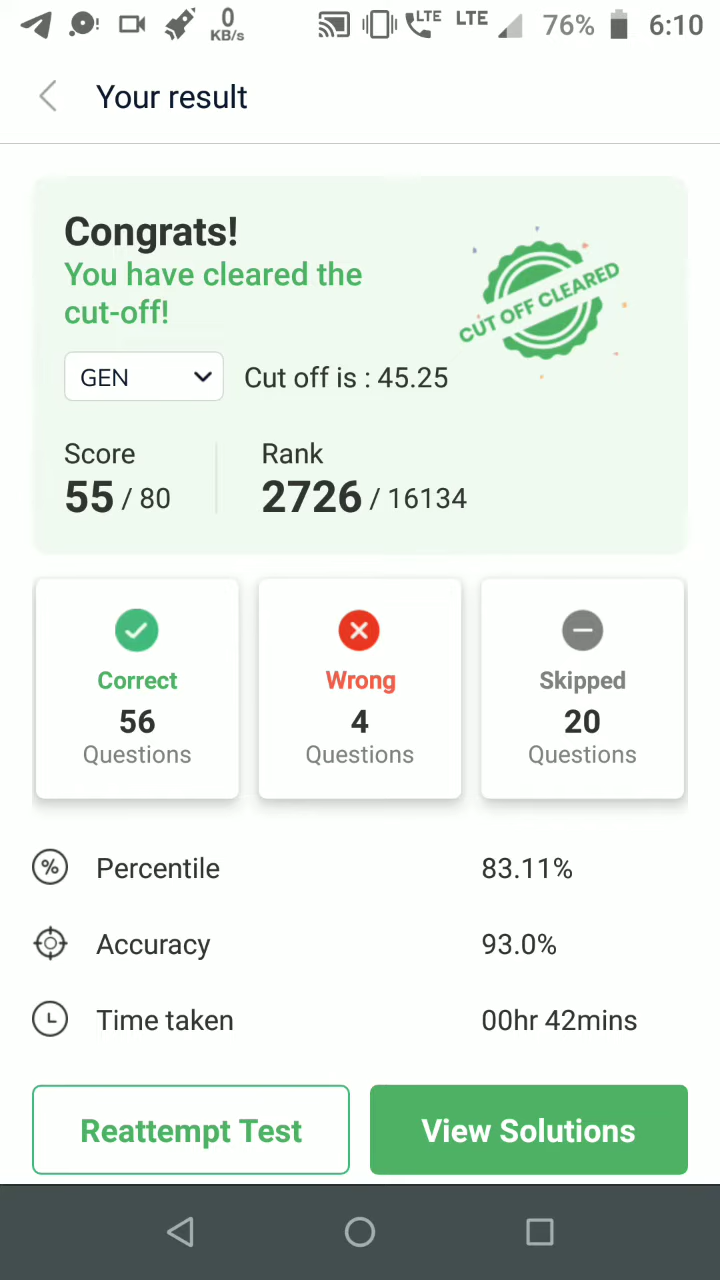 0
KB/s
LTE
LTE
76%
6:10
Your result
Congrats!
You have cleared the
cut-off!
CUT OFF CLEARED
GEN
Cut off is : 45.25
Score
Rank
55 / 80
2726 / 16134
Correct
56
Questions
Wrong
4
Questions
Skipped
20
Questions
% Percentile 83.11%
Accuracy 93.0%
Time taken 00hr 42mins
Reattempt Test
View Solutions